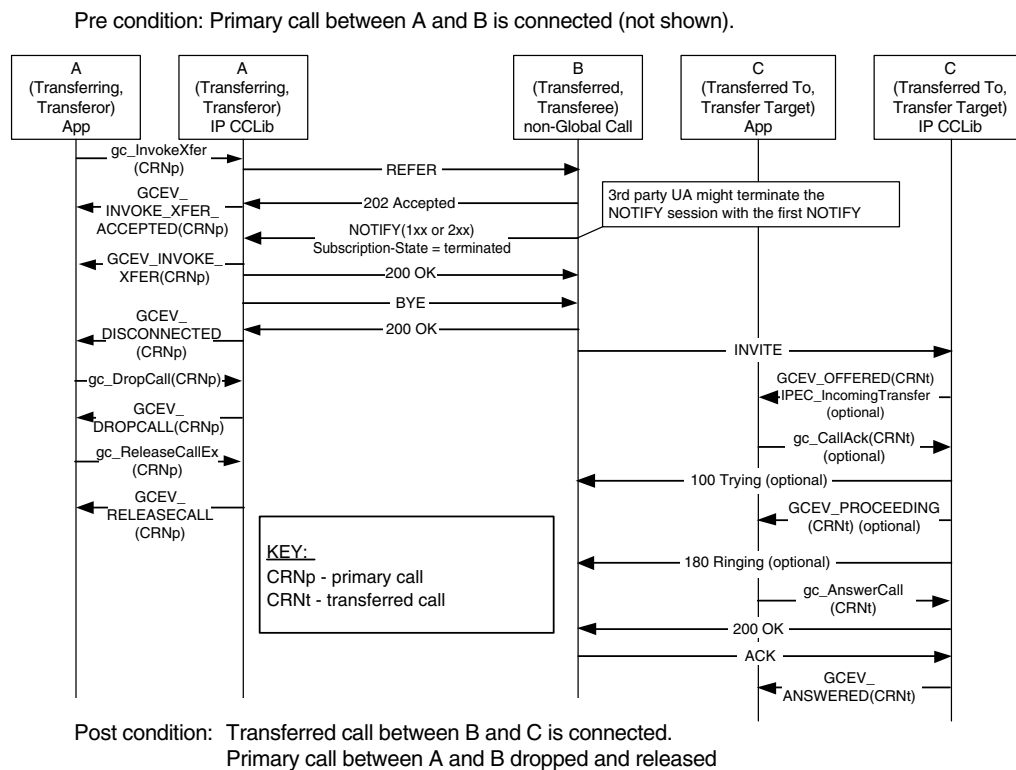 Pre condition: Primary call between A and B is connected (not shown).
A
(Transferring,
Transferor)
App
A
(Transferring,
Transferor)
IP CCLib
B
(Transferred,
Transferee)
non-Global Call
C
(Transferred To,
Transfer Target)
App
C
(Transferred To,
Transfer Target)
IP CCLib
gc_InvokeXfer
(CRNp)
REFER
GCEV_
INVOKE_XFER_
ACCEPTED(CRNp)
202 Accepted
3rd party UA might terminate the
NOTIFY session with the first NOTIFY
NOTIFY(1xx or 2xx)
Subscription-State = terminated
GCEV_INVOKE_
XFER(CRNp)
200 OK
BYE
GCEV_
DISCONNECTED
(CRNp)
200 OK
INVITE
gc_DropCall(CRNp)
GCEV_OFFERED(CRNt)
IPEC_IncomingTransfer
(optional)
GCEV_
DROPCALL(CRNp)
gc_CallAck(CRNt)
(optional)
gc_ReleaseCallEx
(CRNp)
100 Trying (optional)
GCEV_
RELEASECALL
(CRNp)
GCEV_PROCEEDING
(CRNt) (optional)
KEY:
CRNp - primary call
CRNt - transferred call
180 Ringing (optional)
gc_AnswerCall
(CRNt)
200 OK
ACK
GCEV_
ANSWERED(CRNt)
Post condition: Transferred call between B and C is connected.
Primary call between A and B dropped and released